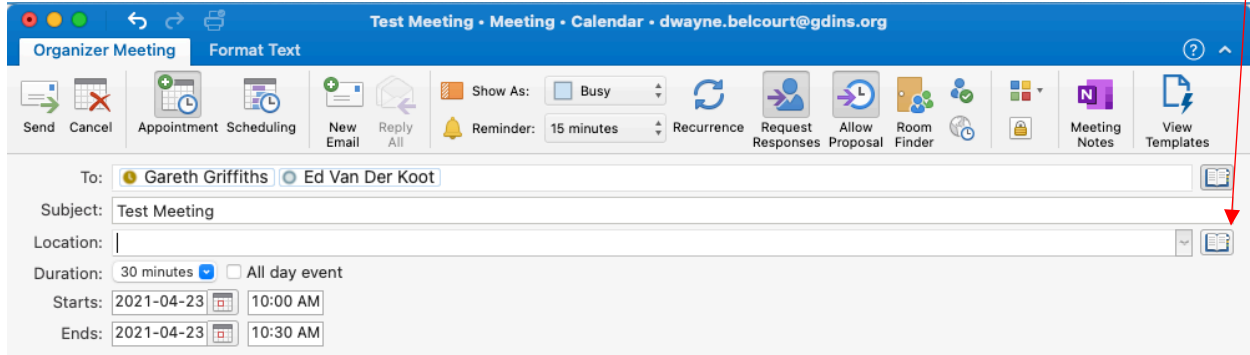 Test Meeting • Meeting • Calendar • dwayne.belcourt@gdins.org
Organizer Meeting Format Text
Show As: Busy
Reminder: 15 minutes
Send Cancel Appointment Scheduling New Email Reply All Recurrence Request Responses Allow Proposal Room Finder Meeting Notes View Templates
To: Gareth Griffiths Ed Van Der Koot
Subject: Test Meeting
Location:
Duration: 30 minutes All day event
Starts: 2021-04-23 10:00 AM
Ends: 2021-04-23 10:30 AM